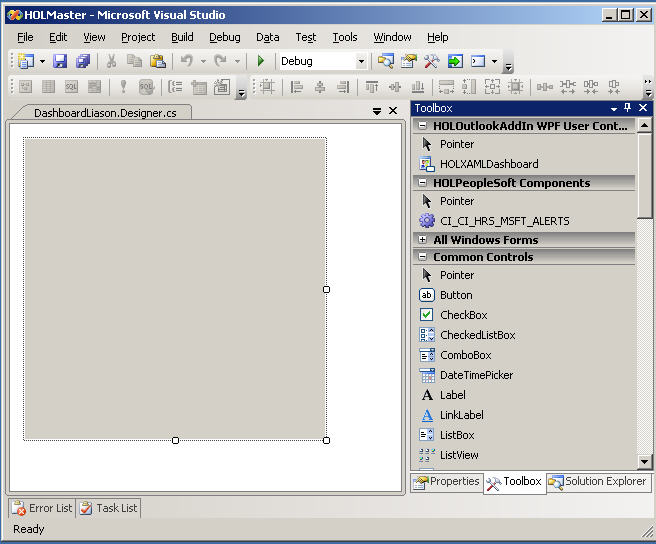 HOLMaster - Microsoft Visual Studio
File Edit View Project Build Debug Data Test Tools Window Help
Debug
DashboardLiason.Designer.cs
Toolbox
HOLOutlookAddIn WPF User Cont...
Pointer
HOLXAMLDashboard
HOLPeopleSoft Components
Pointer
CI_CI_HRS_MSFT_ALERTS
All Windows Forms
Common Controls
Pointer
ab Button
CheckBox
CheckedListBox
ComboBox
DateTimePicker
A Label
A LinkLabel
ListBox
ListView
Properties Toolbox Solution Explorer
Error List Task List
Ready